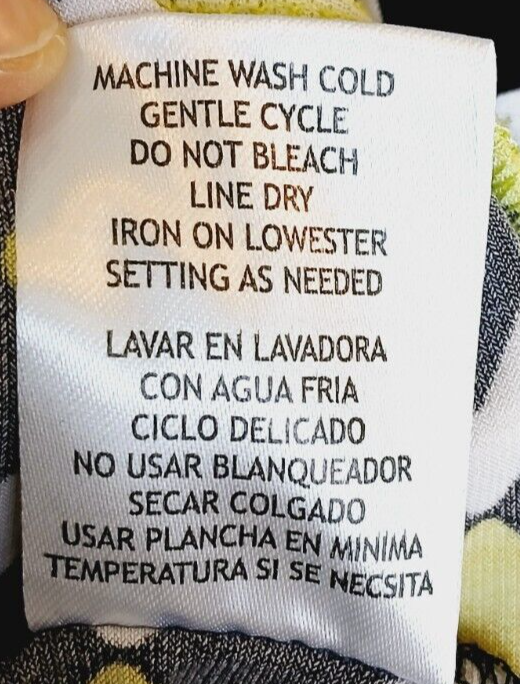 MACHINE WASH COLD
GENTLE CYCLE
DO NOT BLEACH
LINE DRY
IRON ON LOWESTER
SETTING AS NEEDED
LAVAR EN LAVADORA
CON AGUA FRIA
CICLO DELICADO
NO USAR BLANQUEADOR
SECAR COLGADO
USAR PLANCHA EN MINIMA
TEMPERATURA SI SE NECSITA